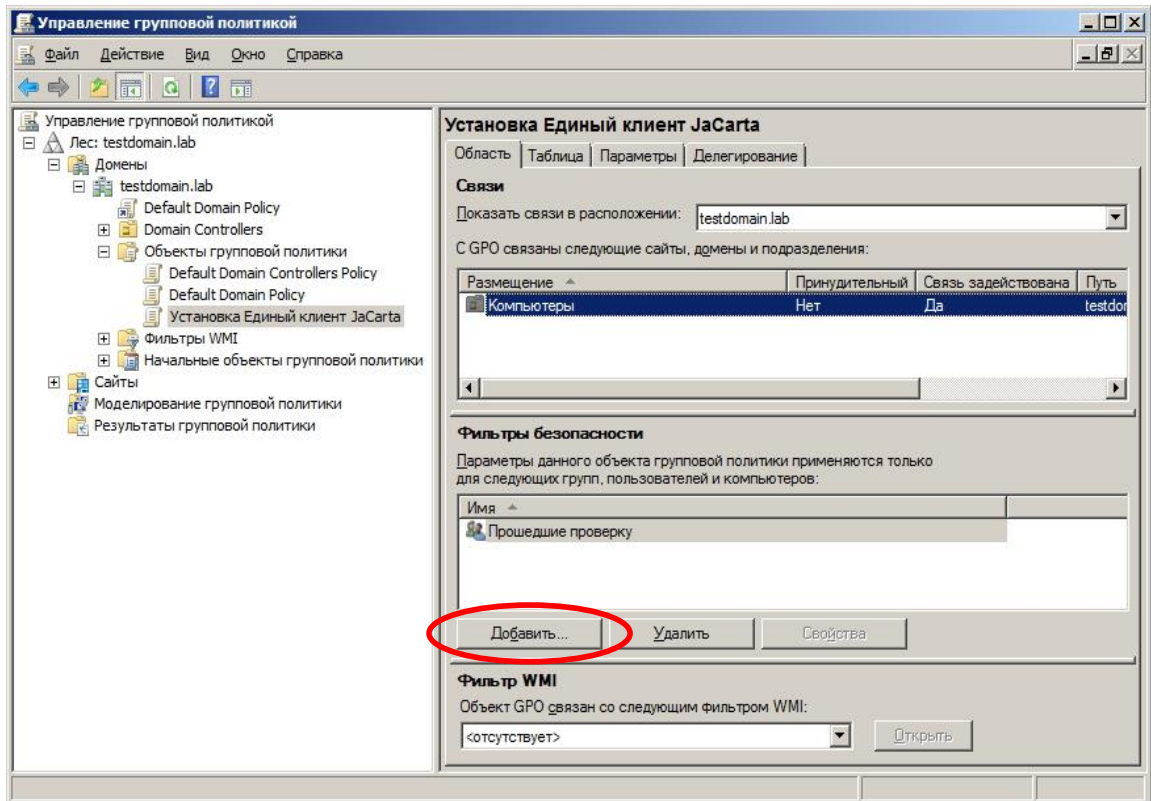 Управление групповой политикой
Файл Действие Вид Окно Справка
Управление групповой политикой
Лес: testdomain.lab
Домены
testdomain.lab
Default Domain Policy
Domain Controllers
Объекты групповой политики
Default Domain Controllers Policy
Default Domain Policy
Установка Единый клиент JaCarta
Фильтры WMI
Начальные объекты групповой политики
Сайты
Моделирование групповой политики
Результаты групповой политики
Установка Единый клиент JaCarta
Область Таблица Параметры Делегирование
Связи
Показать связи в расположении: testdomain.lab
С GPO связаны следующие сайты, домены и подразделения:
Размещение Принудительный Связь задействована Путь
Компьютеры Нет Да testdor
Фильтры безопасности
Параметры данного объекта групповой политики применяются только
для следующих групп, пользователей и компьютеров:
Имя
Прошедшие проверку
Добавить... Удалить Свойства
Фильтр WMI
Объект GPO связан со следующим фильтром WMI:
<отсутствует> Открыть